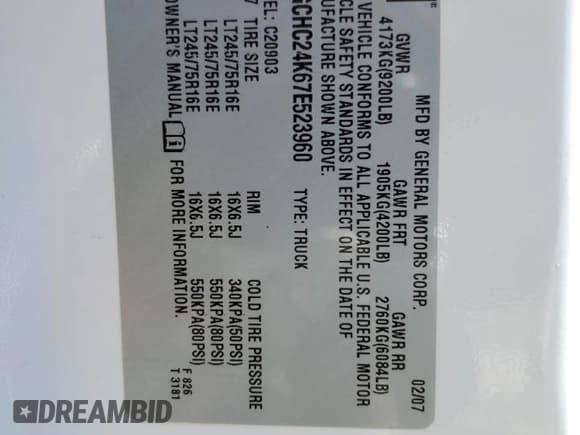 MFD BY GENERAL MOTORS CORP. 02/07
GVWR GAWR FRT GAWR RR
4173KG(9200LB) 1905KG(4200LB) 2760KG(6084LB)
VEHICLE CONFORMS TO ALL APPLICABLE U.S. FEDERAL MOTOR
CLE SAFETY STANDARDS IN EFFECT ON THE DATE OF
UFACTURE SHOWN ABOVE.
GCHC24K67E523960 TYPE: TRUCK
EL: C20903
7 TIRE SIZE RIM COLD TIRE PRESSURE
LT245/75R16E 16X6.5J 340KPA(50PSI)
LT245/75R16E 16X6.5J 550KPA(80PSI)
LT245/75R16E 16X6.5J 550KPA(80PSI)
OWNER'S MANUAL FOR MORE INFORMATION.
F 826
T 3181
DREAMBID